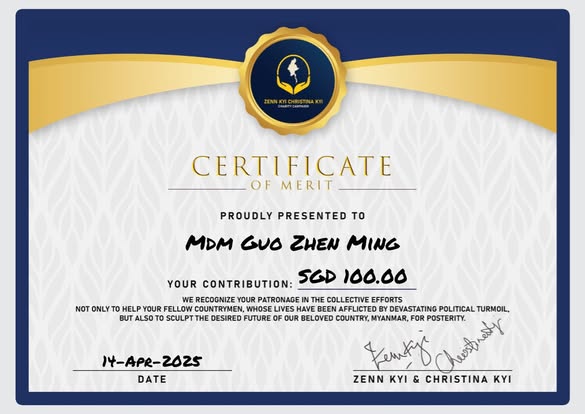 ZENN KYI CHRISTINA KYI
CHARITY CAMPAIGN
CERTIFICATE
OF MERIT
PROUDLY PRESENTED TO
MDM GUO ZHEN MING
YOUR CONTRIBUTION: SGD 100.00
WE RECOGNIZE YOUR PATRONAGE IN THE COLLECTIVE EFFORTS
NOT ONLY TO HELP YOUR FELLOW COUNTRYMEN, WHOSE LIVES HAVE BEEN AFFLICTED BY DEVASTATING POLITICAL TURMOIL,
BUT ALSO TO SCULPT THE DESIRED FUTURE OF OUR BELOVED COUNTRY, MYANMAR, FOR POSTERITY.
14-APR-2025
DATE
ZENN KYI & CHRISTINA KYI